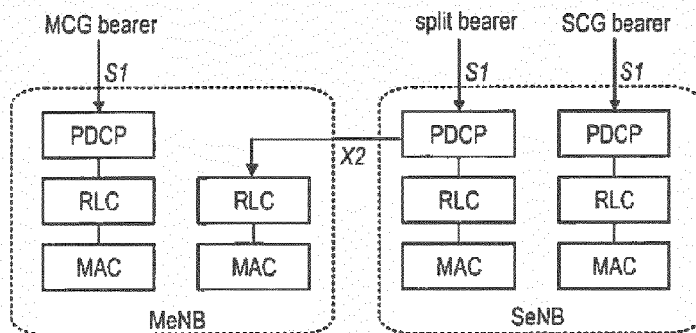 MCG bearer
split bearer
SCG bearer
S1
S1
S1
PDCP
PDCP
PDCP
X2
RLC
RLC
RLC
RLC
MAC
MAC
MAC
MAC
MeNB
SeNB